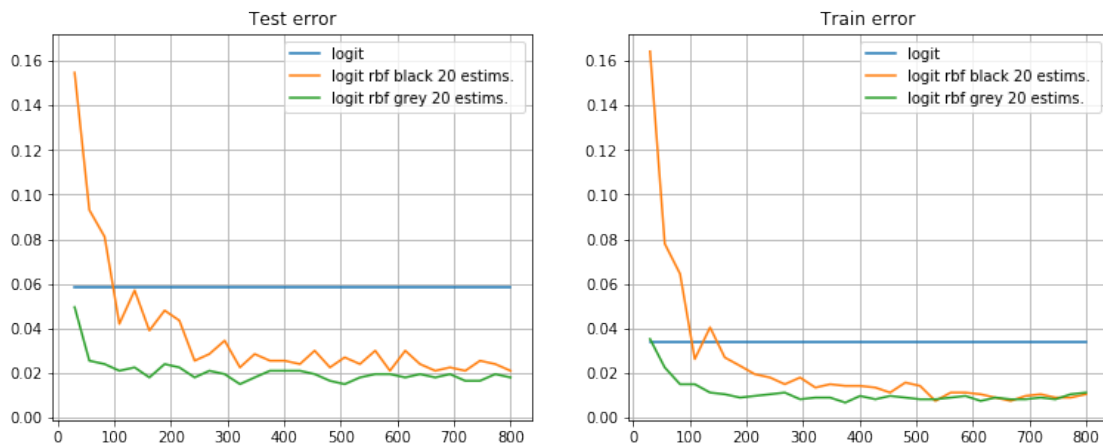 Test error
0.16
0.14
0.12
0.10
0.08
0.06
0.04
0.02
0.00
0 100 200 300 400 500 600 700 800
logit
logit rbf black 20 estims.
logit rbf grey 20 estims.
Train error
0.16
0.14
0.12
0.10
0.08
0.06
0.04
0.02
0.00
0 100 200 300 400 500 600 700 800
logit
logit rbf black 20 estims.
logit rbf grey 20 estims.